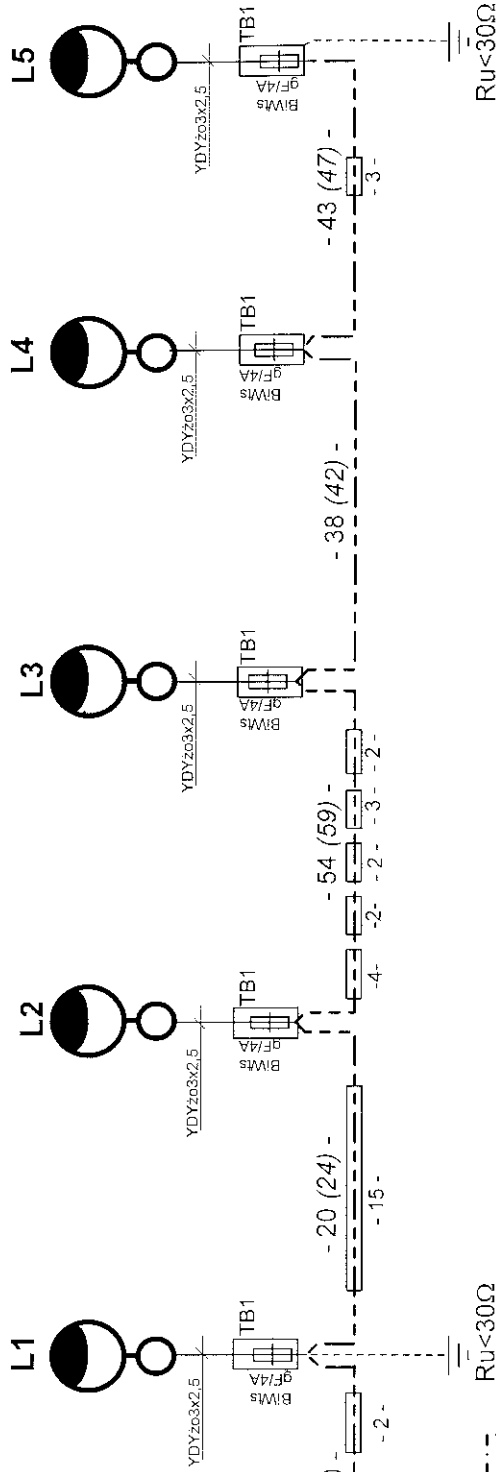 L1
YDYżo3x2,5
TB1
BiWts
gF/4A
Ru<30Ω
- 2 -
- 20 (24) -
- 15 -
L2
YDYżo3x2,5
TB1
BiWts
gF/4A
- 54 (59) -
-4-
-2-
- 2 -
- 3 -
- 2 -
L3
YDYżo3x2,5
TB1
BiWts
gF/4A
- 38 (42) -
L4
YDYżo3x2,5
TB1
BiWts
gF/4A
- 43 (47) -
- 3 -
L5
YDYżo3x2,5
TB1
BiWts
gF/4A
Ru<30Ω